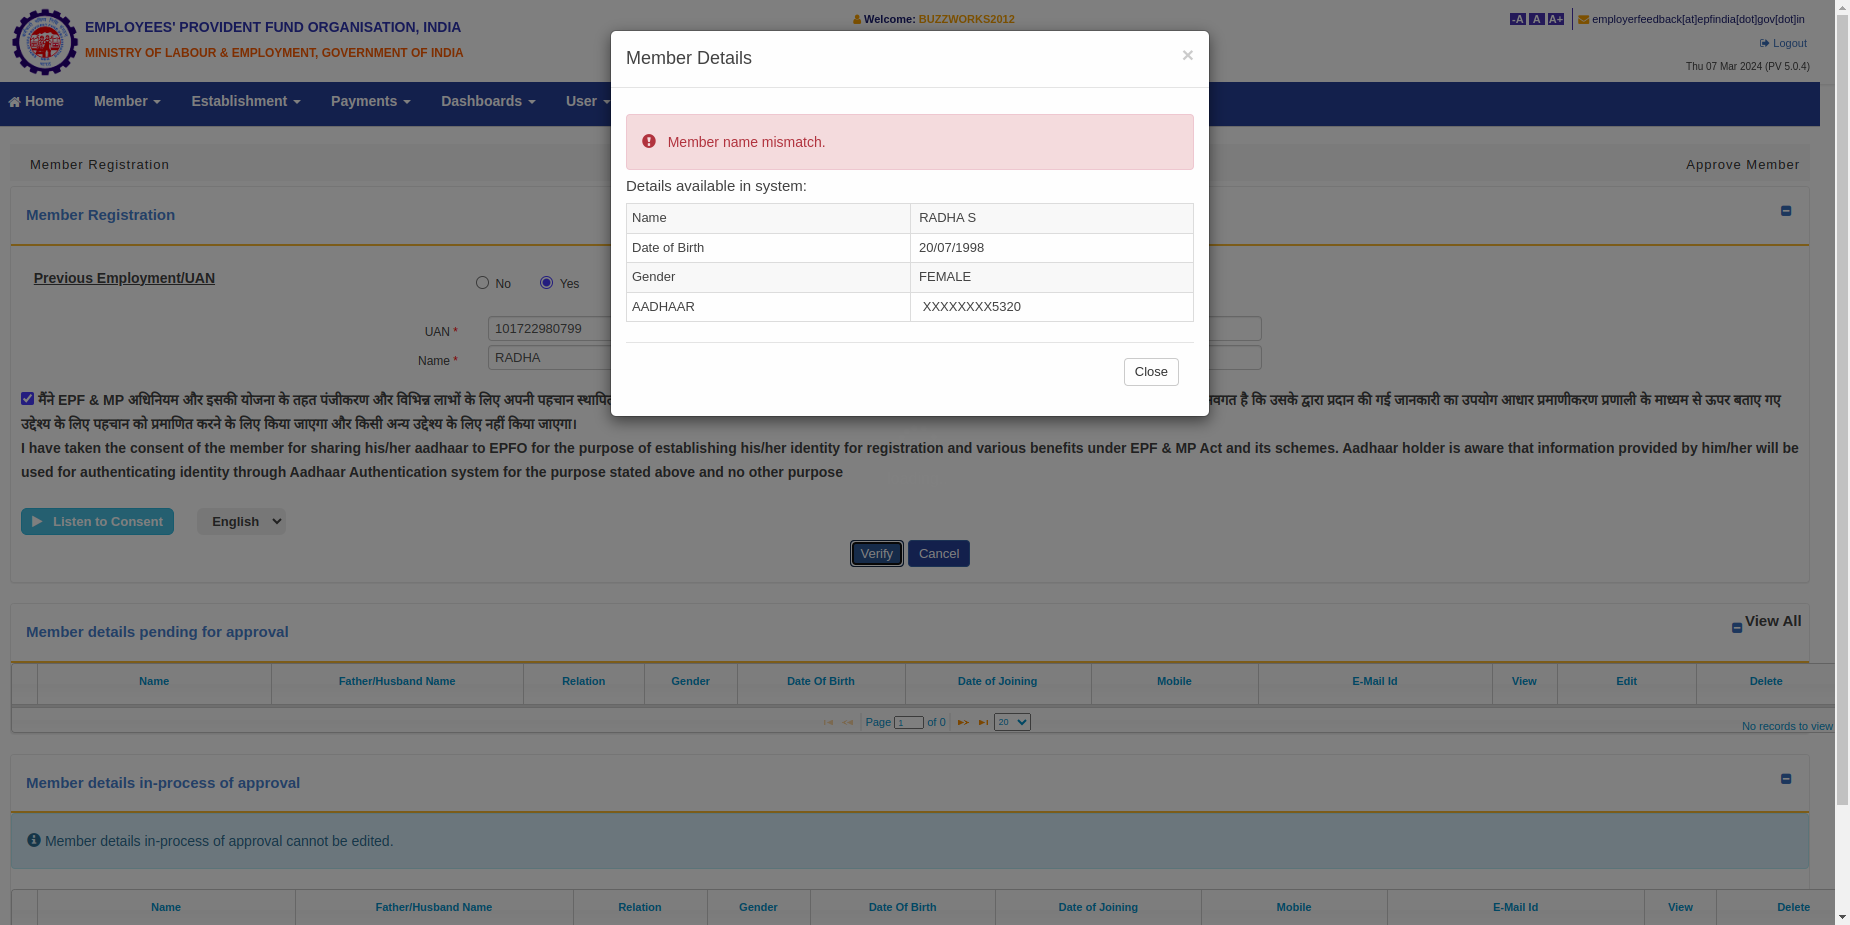 EMPLOYEES' PROVIDENT FUND ORGANISATION, INDIA
MINISTRY OF LABOUR & EMPLOYMENT, GOVERNMENT OF INDIA
Welcome: BUZZWORKS2012
-A A A+ employerfeedback[at]epfindia[dot]gov[dot]in
Logout
Thu 07 Mar 2024 (PV 5.0.4)
Home Member Establishment Payments Dashboards User
Member Registration
Approve Member
Member Registration
Previous Employment/UAN
No Yes
UAN * 101722980799
Name * RADHA
Member Details ×
Member name mismatch.
Details available in system:
Name RADHA S
Date of Birth 20/07/1998
Gender FEMALE
AADHAAR XXXXXXXX5320
Close
मैंने EPF & MP अधिनियम और इसकी योजना के तहत पंजीकरण और विभिन्न लाभों के लिए अपनी पहचान है कि उसके द्वारा प्रदान की गई जानकारी का उपयोग आधार प्रमाणीकरण प्रणाली के माध्यम से ऊपर बताए गए
उद्देश्य के लिए पहचान को प्रमाणित करने के लिए किया जाएगा और किसी अन्य उद्देश्य के लिए नहीं किया जाएगा।
I have taken the consent of the member for sharing his/her aadhaar to EPFO for the purpose of establishing his/her identity for registration and various benefits under EPF & MP Act and its schemes. Aadhaar holder is aware that information provided by him/her will be
used for authenticating identity through Aadhaar Authentication system for the purpose stated above and no other purpose
Listen to Consent English
Verify Cancel
Member details pending for approval
View All
Name Father/Husband Name Relation Gender Date Of Birth Date of Joining Mobile E-Mail Id View Edit Delete
Page 1 of 0 20
No records to view
Member details in-process of approval
Member details in-process of approval cannot be edited.
Name Father/Husband Name Relation Gender Date Of Birth Date of Joining Mobile E-Mail Id View Delete